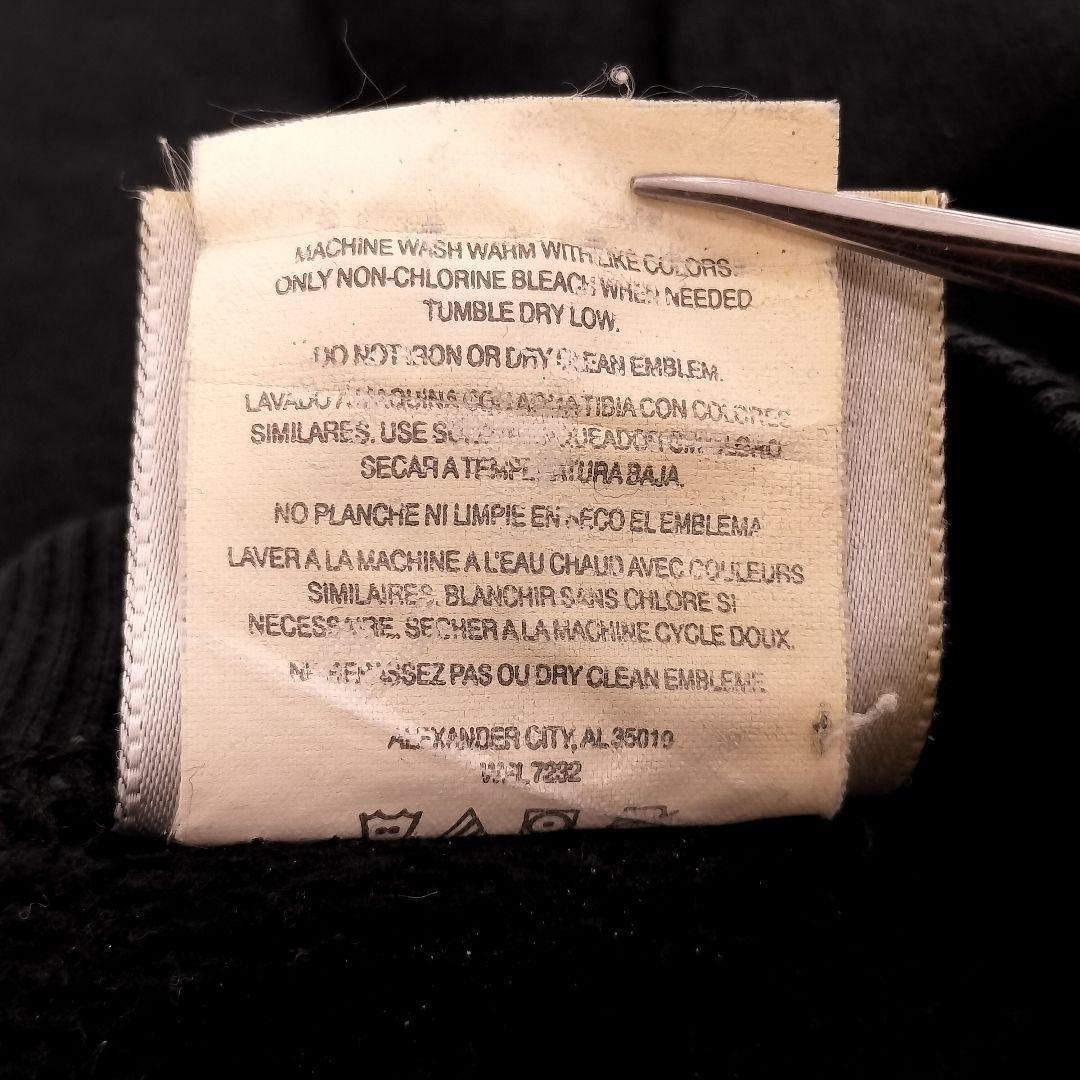 MACHINE WASH WARM WITH LIKE COLORS.
ONLY NON-CHLORINE BLEACH WHEN NEEDED
TUMBLE DRY LOW.
DO NOT IRON OR DRY CLEAN EMBLEM.
LAVADO A MAQUINA CON AGUA TIBIA CON COLORES
SIMILARES. USE
SECAR A TEMPERATURA BAJA.
NO PLANCHE NI LIMPIE EN SECO EL EMBLEMA
LAVER A LA MACHINE A L'EAU CHAUD AVEC COULEURS
SIMILAIRES. BLANCHIR SANS CHLORE SI
NECESSAIRE. SECHER A LA MACHINE CYCLE DOUX.
NE REPASSEZ PAS OU DRY CLEAN EMBLEME
ALEXANDER CITY, AL 35010
WPL 7232